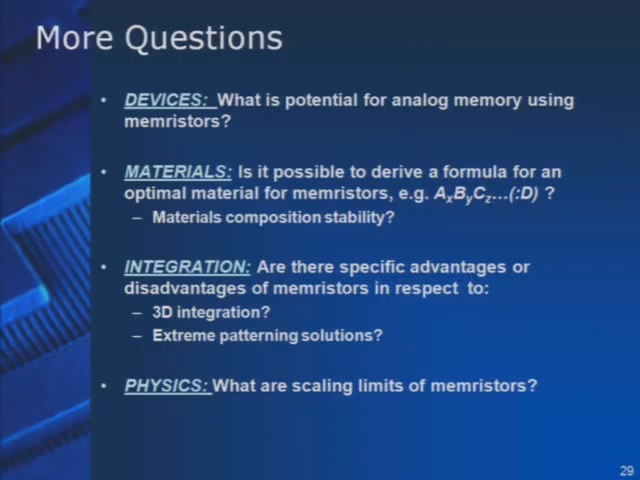 More Questions
• DEVICES: What is potential for analog memory using
memristors?
• MATERIALS: Is it possible to derive a formula for an
optimal material for memristors, e.g. AxByCz…(:D) ?
– Materials composition stability?
• INTEGRATION: Are there specific advantages or
disadvantages of memristors in respect to:
– 3D integration?
– Extreme patterning solutions?
• PHYSICS: What are scaling limits of memristors?
29